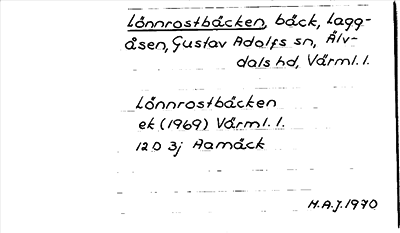 Lönnrostbäcken, bäck, Lagg-
åsen, Gustav Adolfs sn, Älv-
dals hd, Värml. l.
Lönnrostbäcken
ek (1969) Värml. l.
12 D 3j Aamäck
H.A.J. 1970